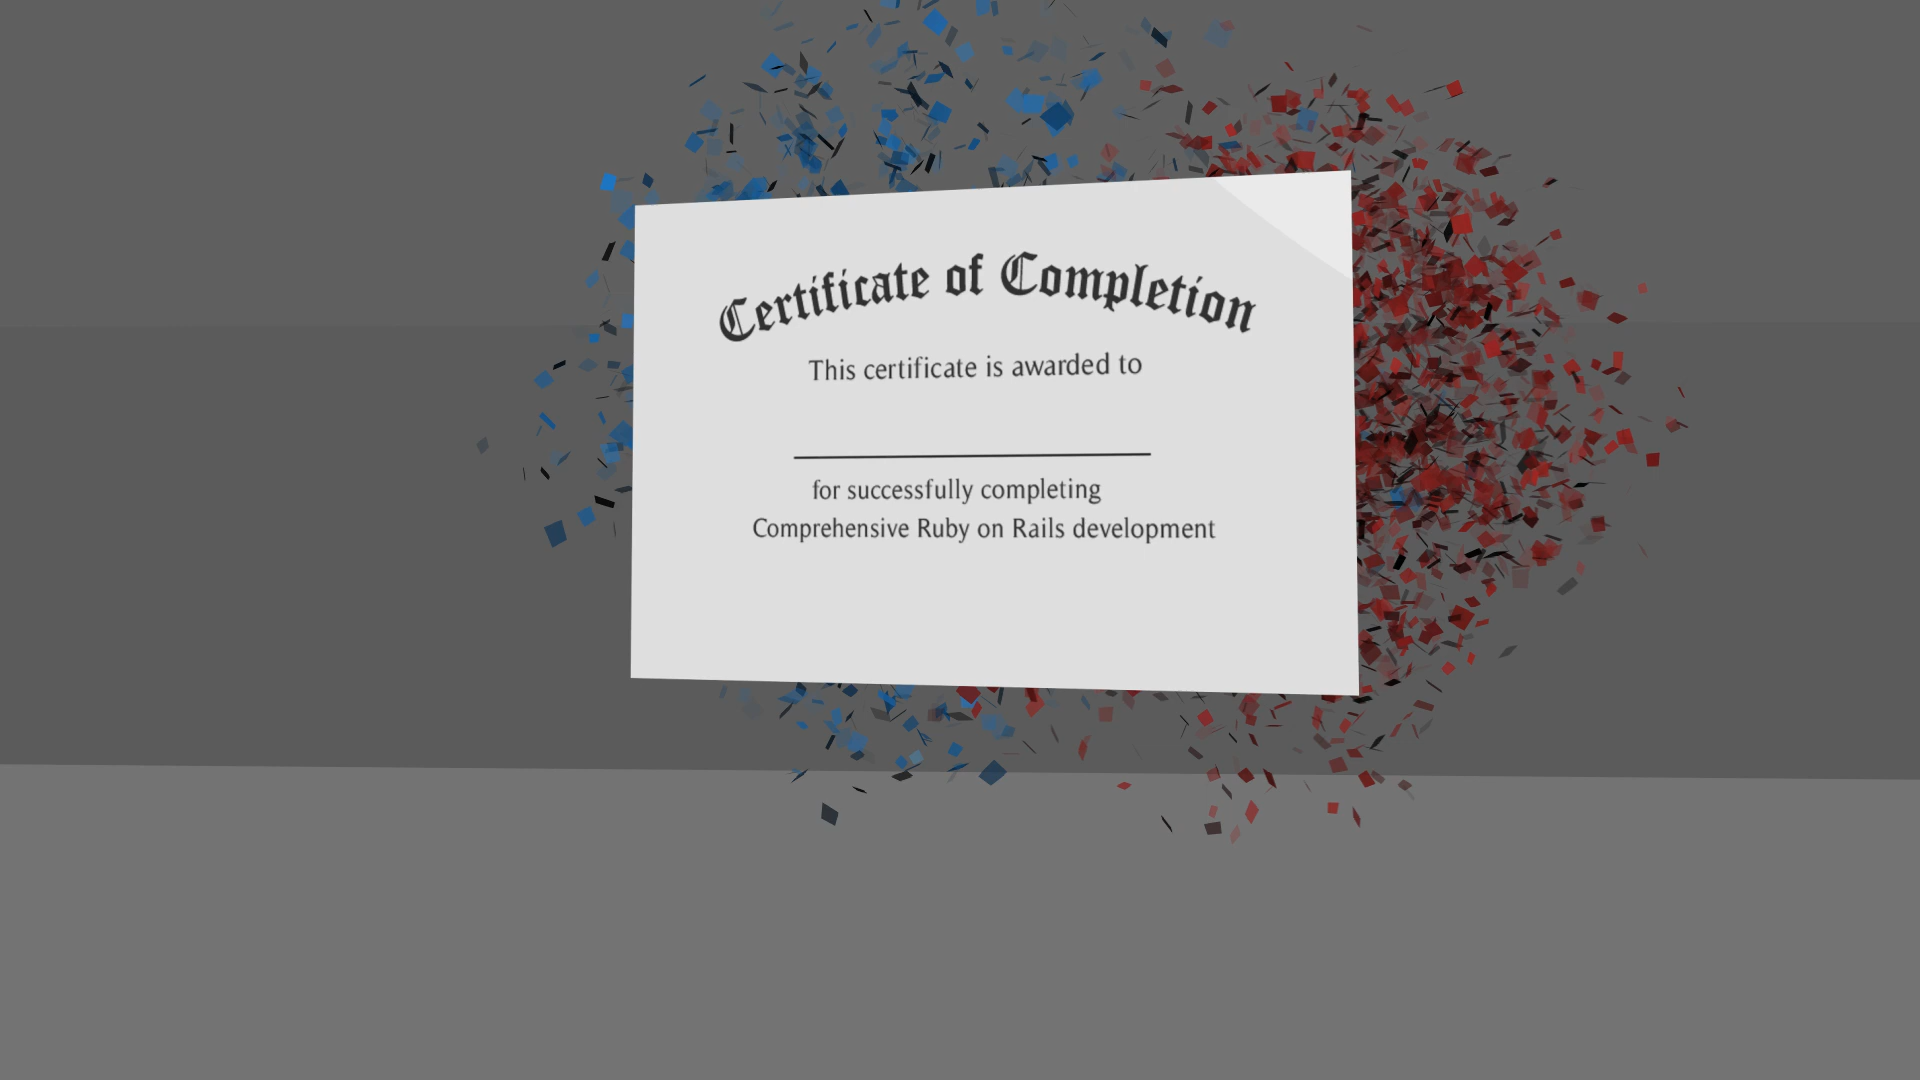 Certificate of Completion
This certificate is awarded to
for successfully completing
Comprehensive Ruby on Rails development